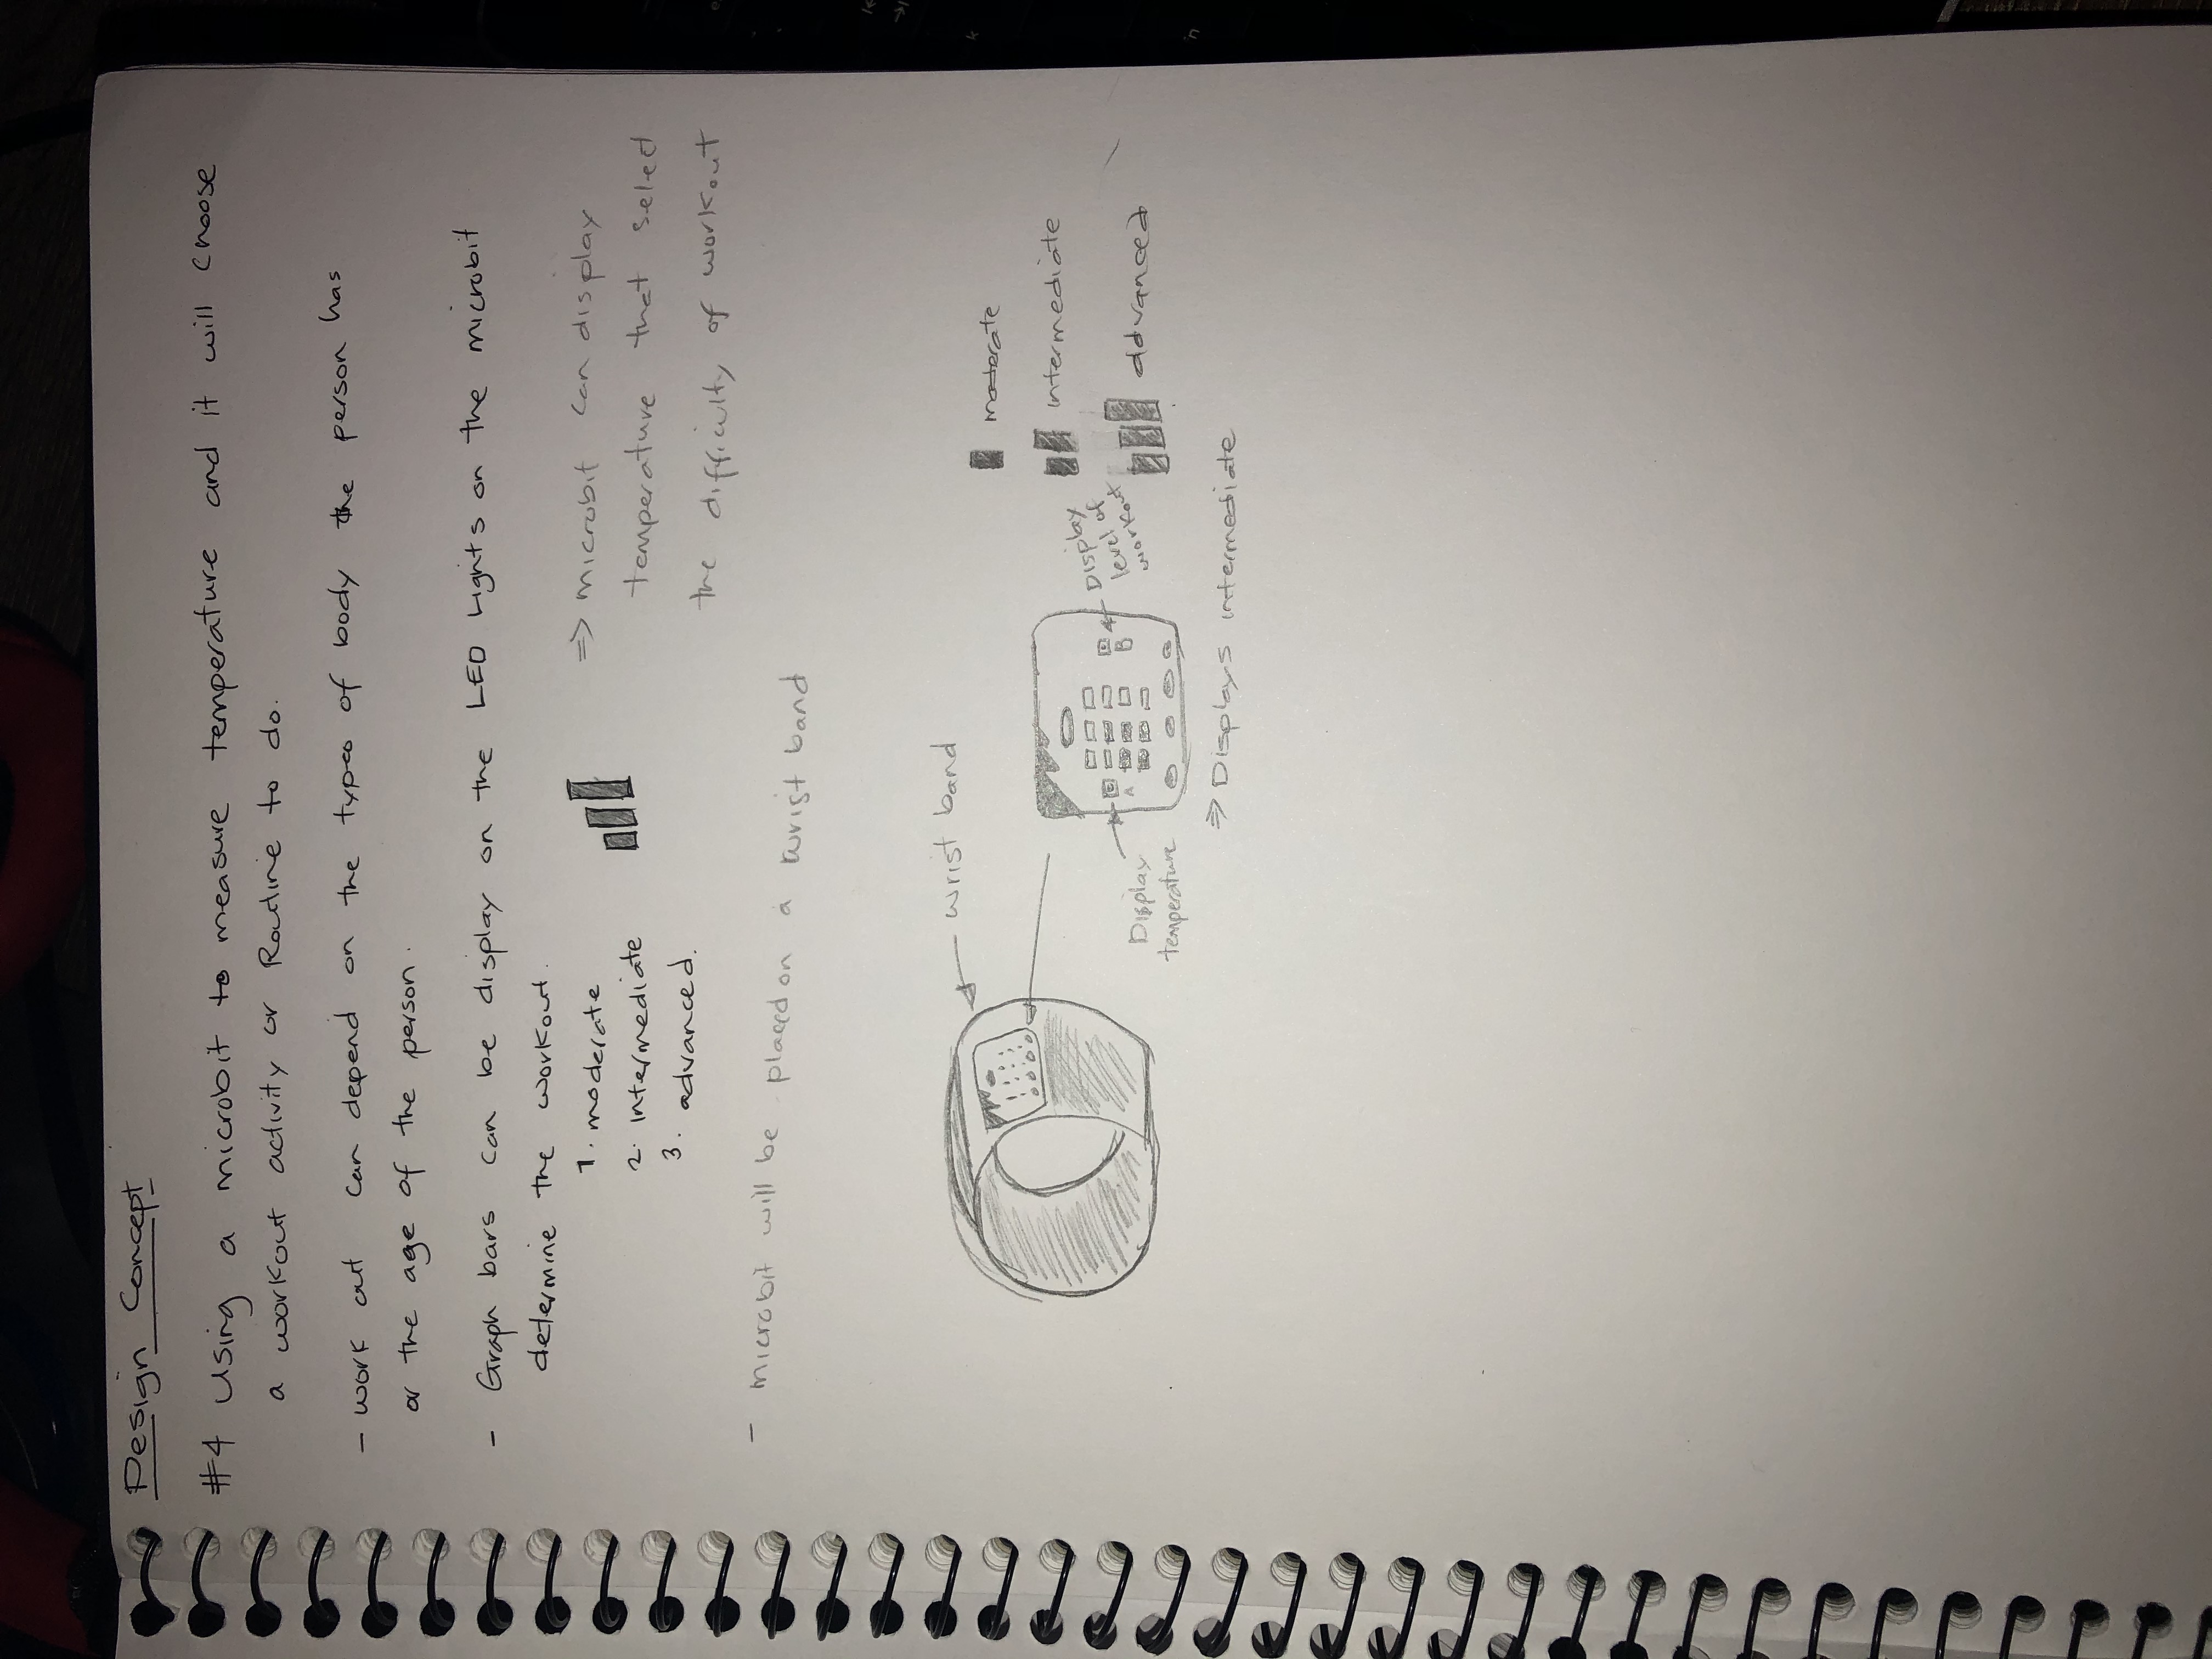 Design Concept
#4 Using a microbit to measure temperature and it will choose
a workout activity or Routine to do.
- work out can depend on the types of body the person has
or the age of the person.
- Graph bars can be display on the LED Lights on the microbit
determine the workout.
1. moderate
2. intermediate
3. advanced.
=> microbit can display
temperature that select
the difficulty of workout
- microbit will be placed on a wrist band
wrist band
moderate
intermediate
advanced
Display
level of
workout
A
B
Display
temperature
=> Displays intermediate